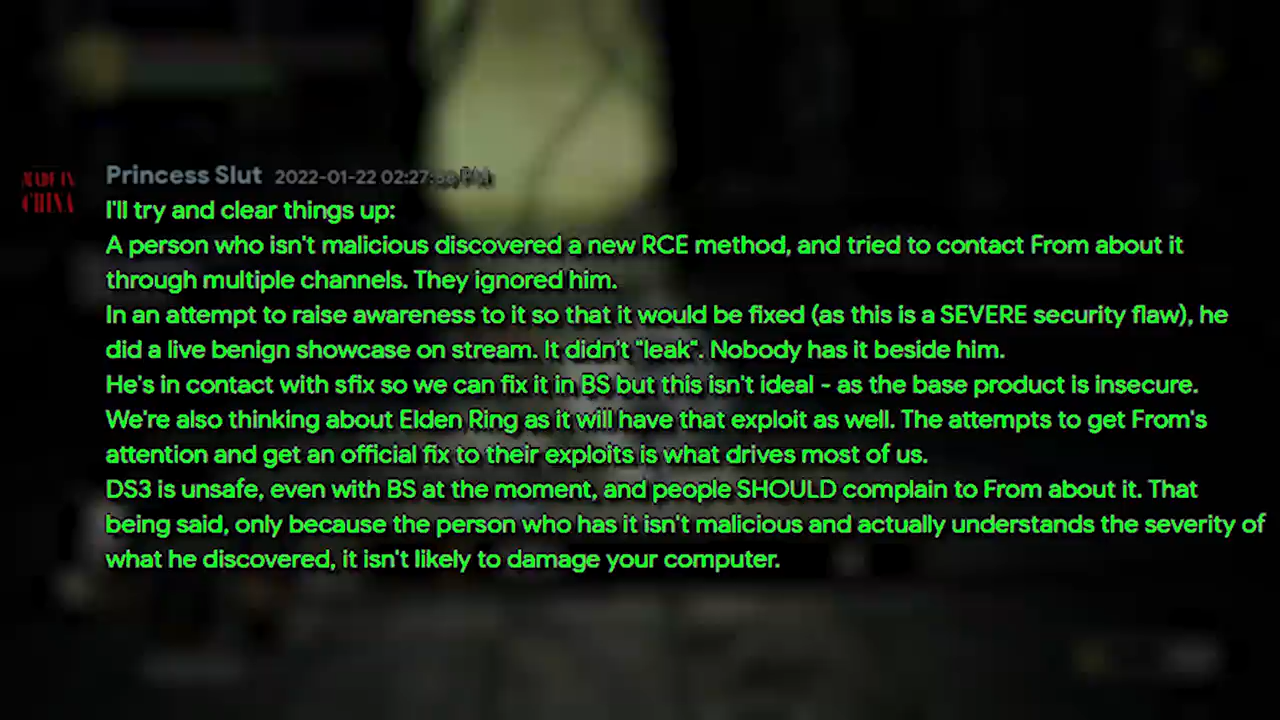 MADE IN
CHINA
Princess Slut 2022-01-22 02:27: PM
I'll try and clear things up:
A person who isn't malicious discovered a new RCE method, and tried to contact From about it
through multiple channels. They ignored him.
In an attempt to raise awareness to it so that it would be fixed (as this is a SEVERE security flaw), he
did a live benign showcase on stream. It didn't "leak". Nobody has it beside him.
He's in contact with sfix so we can fix it in BS but this isn't ideal - as the base product is insecure.
We're also thinking about Elden Ring as it will have that exploit as well. The attempts to get From's
attention and get an official fix to their exploits is what drives most of us.
DS3 is unsafe, even with BS at the moment, and people SHOULD complain to From about it. That
being said, only because the person who has it isn't malicious and actually understands the severity of
what he discovered, it isn't likely to damage your computer.